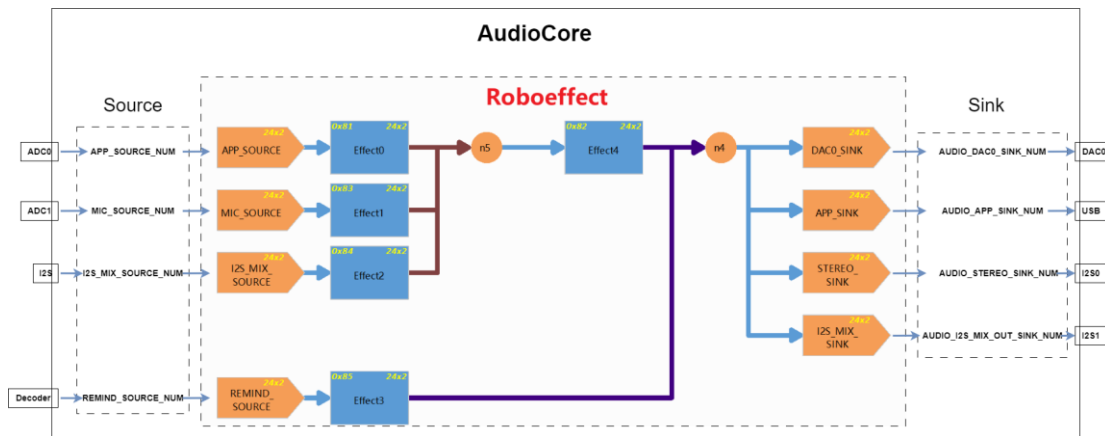 AudioCore
Roboeffect
Source
Sink
ADC0
APP_SOURCE_NUM
24x2
APP_SOURCE
0x81 24x2
Effect0
n5
0x82 24x2
Effect4
n4
24x2
DAC0_SINK
AUDIO_DAC0_SINK_NUM
DAC0
ADC1
MIC_SOURCE_NUM
24x2
MIC_SOURCE
0x83 24x2
Effect1
24x2
APP_SINK
AUDIO_APP_SINK_NUM
USB
I2S
I2S_MIX_SOURCE_NUM
24x2
I2S_MIX_
SOURCE
0x84 24x2
Effect2
24x2
STEREO_
SINK
AUDIO_STEREO_SINK_NUM
I2S0
24x2
I2S_MIX_
SINK
AUDIO_I2S_MIX_OUT_SINK_NUM
I2S1
Decoder
REMIND_SOURCE_NUM
24x2
REMIND_
SOURCE
0x85 24x2
Effect3